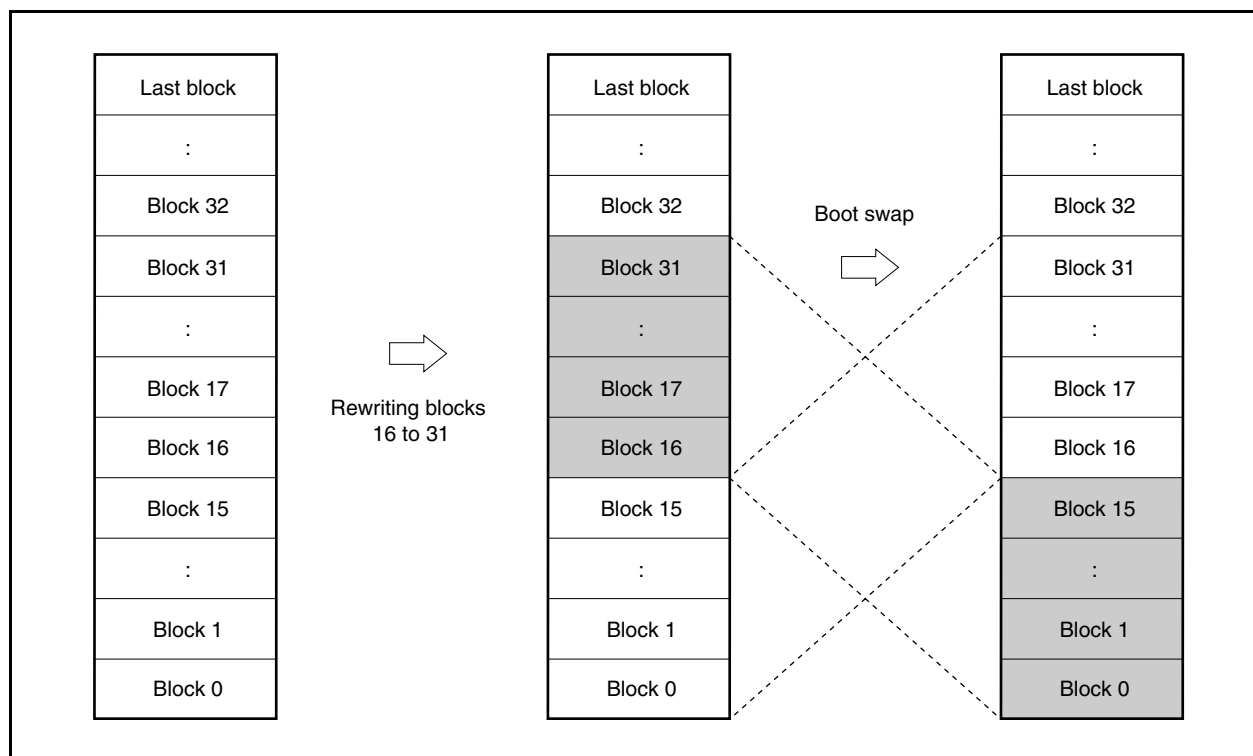 Last block
:
Block 32
Block 31
:
Block 17
Block 16
Block 15
:
Block 1
Block 0
Rewriting blocks
16 to 31
Last block
:
Block 32
Block 31
:
Block 17
Block 16
Block 15
:
Block 1
Block 0
Boot swap
Last block
:
Block 32
Block 31
:
Block 17
Block 16
Block 15
:
Block 1
Block 0